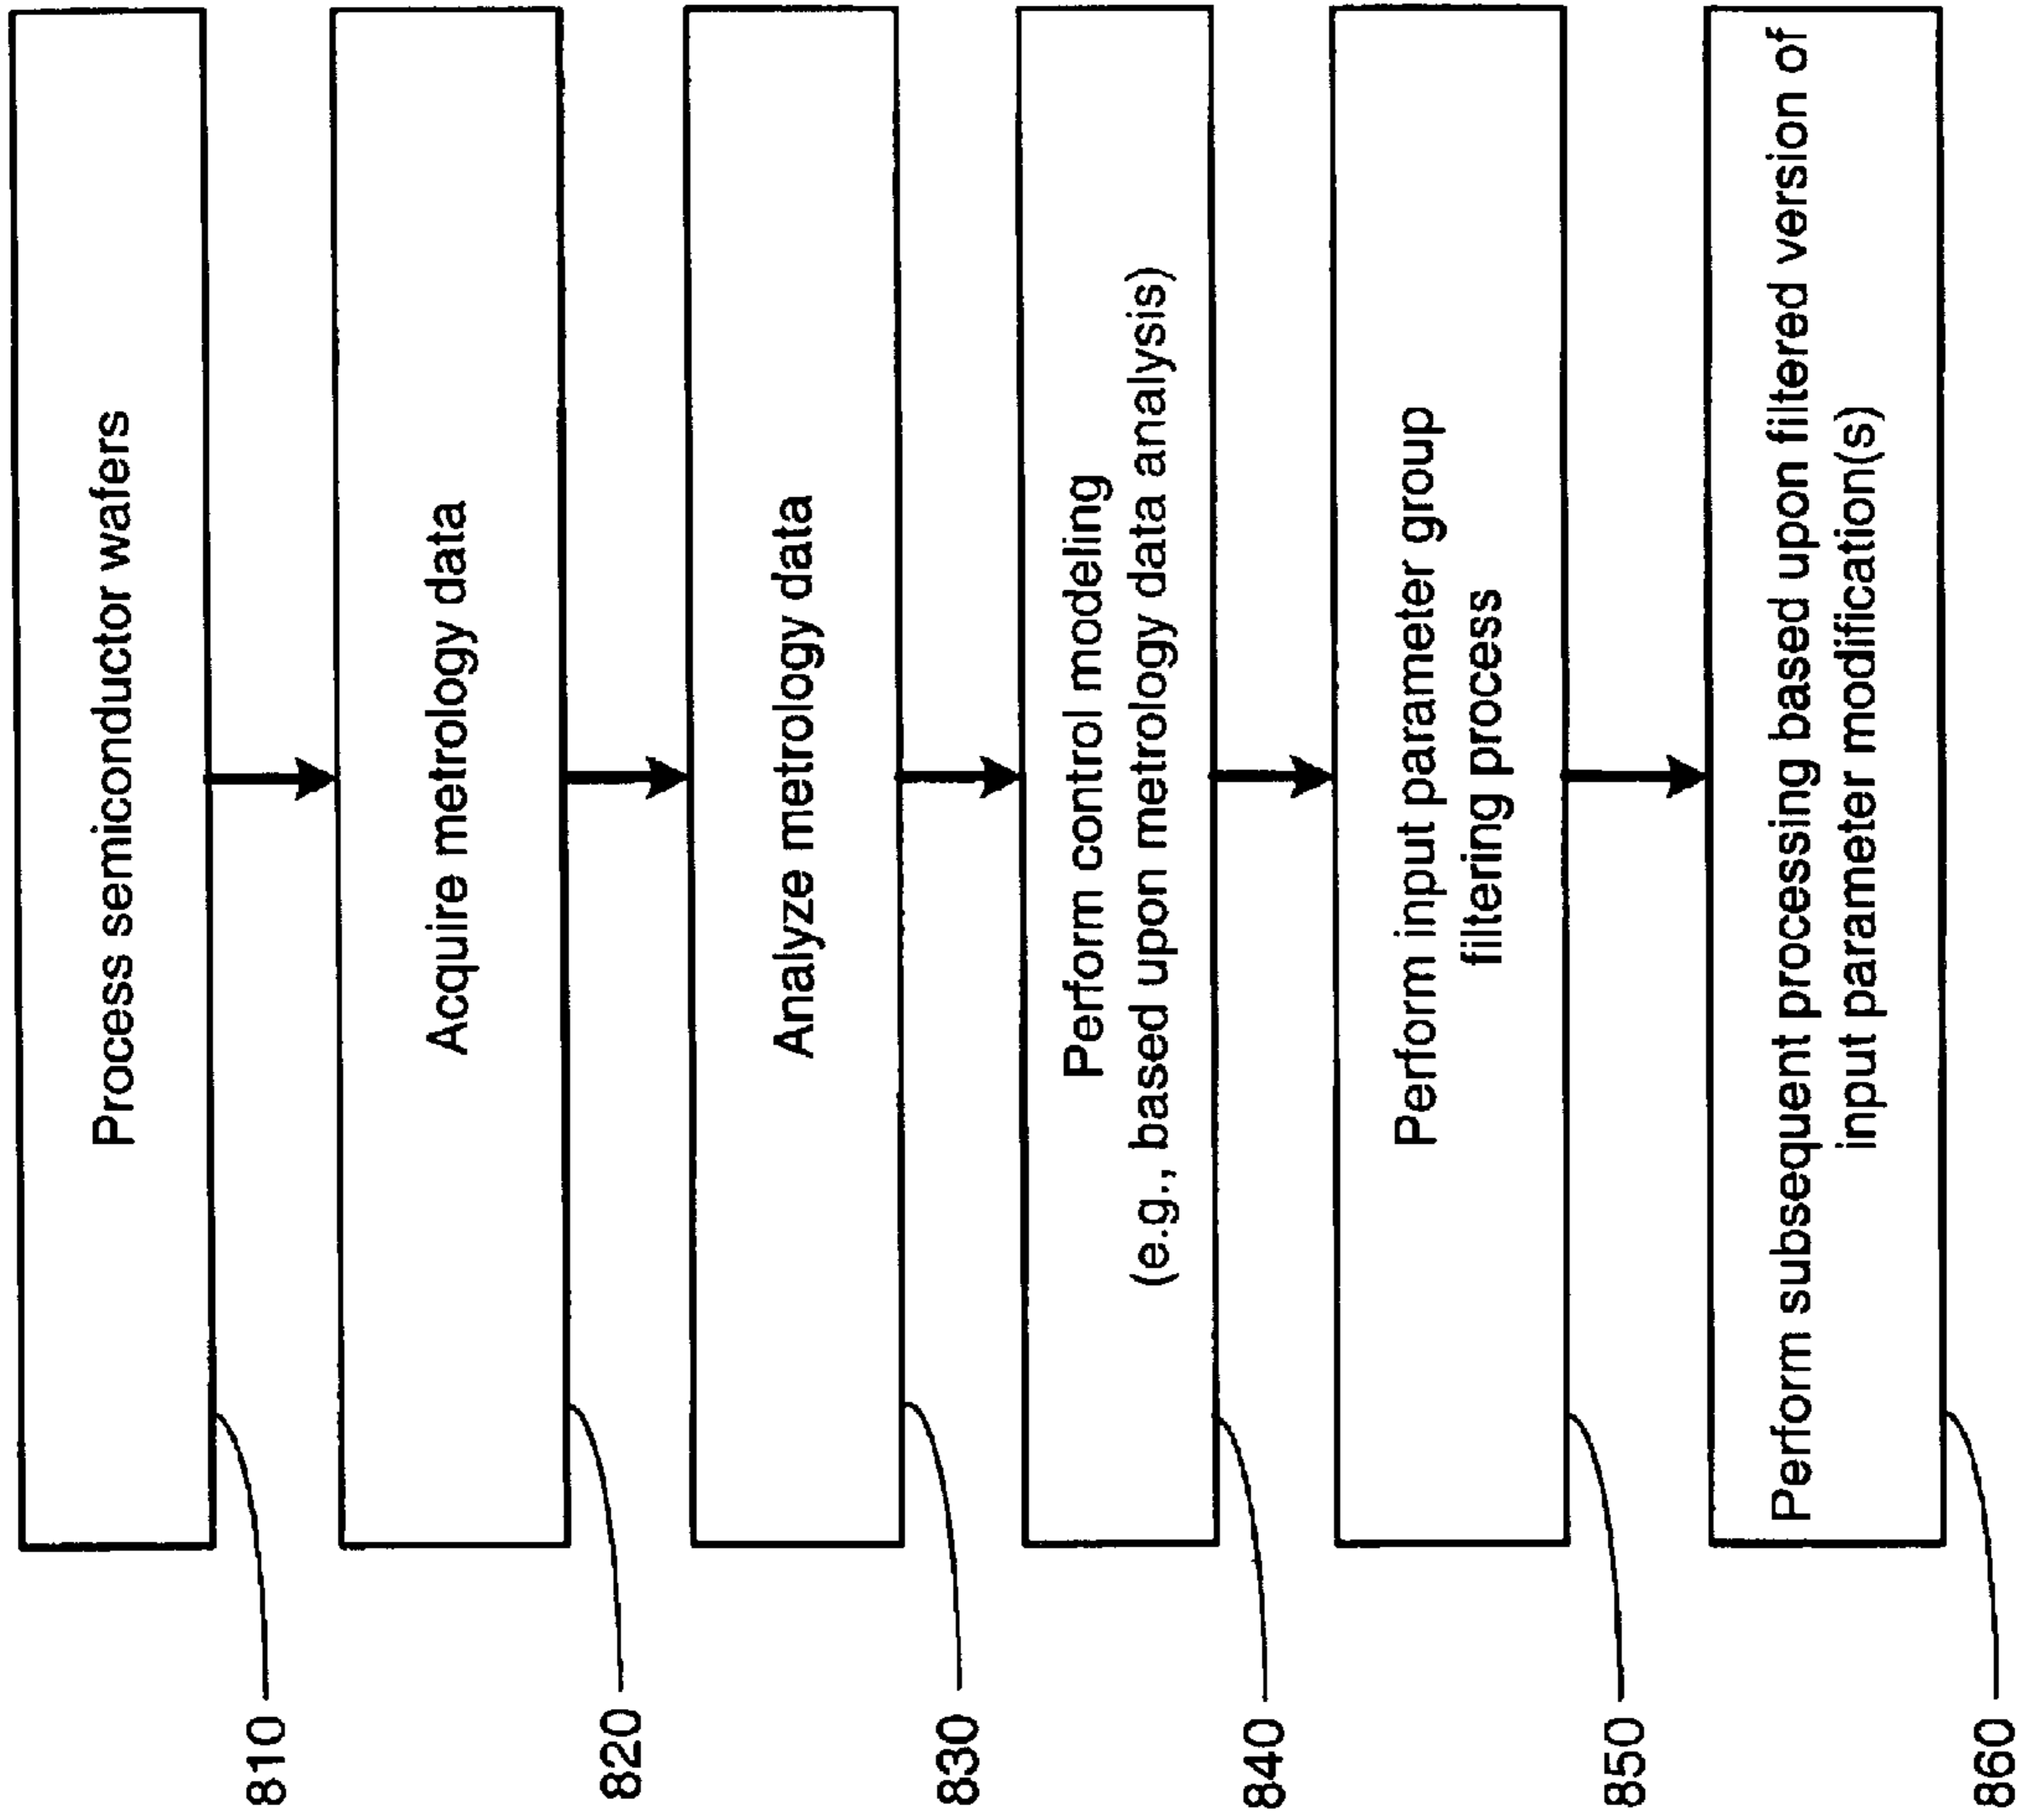 Process semiconductor wafers
810
Acquire metrology data
820
Analyze metrology data
830
Perform control modeling
(e.g., based upon metrology data analysis)
840
Perform input parameter group
filtering process
850
Perform subsequent processing based upon filtered version of
input parameter modification(s)
860